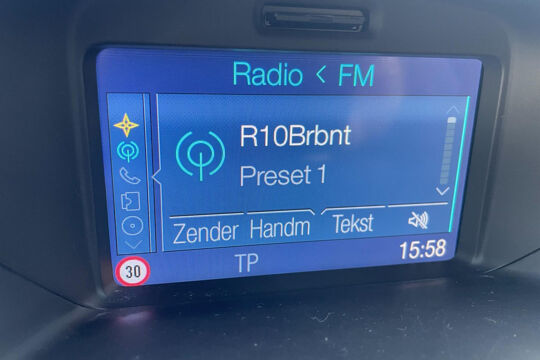 Radio < FM
R10Brbnt
Preset 1
Zender Handm Tekst
30 TP 15:58